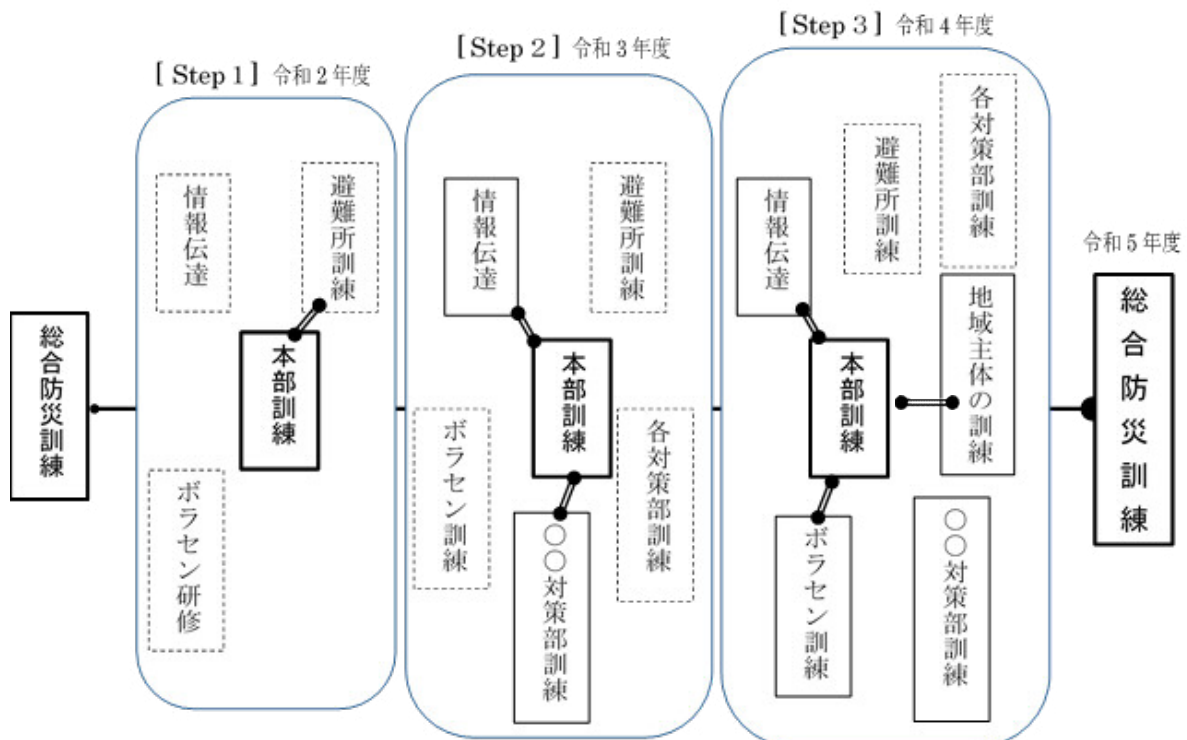 [ Step 1 ] 令和 2 年度
[ Step 2 ] 令和 3 年度
[ Step 3 ] 令和 4 年度
令和 5 年度
総合防災訓練
情報伝達
避難所訓練
本部訓練
ボラセン研修
情報伝達
避難所訓練
本部訓練
ボラセン訓練
各対策部訓練
〇〇対策部訓練
情報伝達
避難所訓練
各対策部訓練
本部訓練
地域主体の訓練
ボラセン訓練
〇〇対策部訓練
総合防災訓練